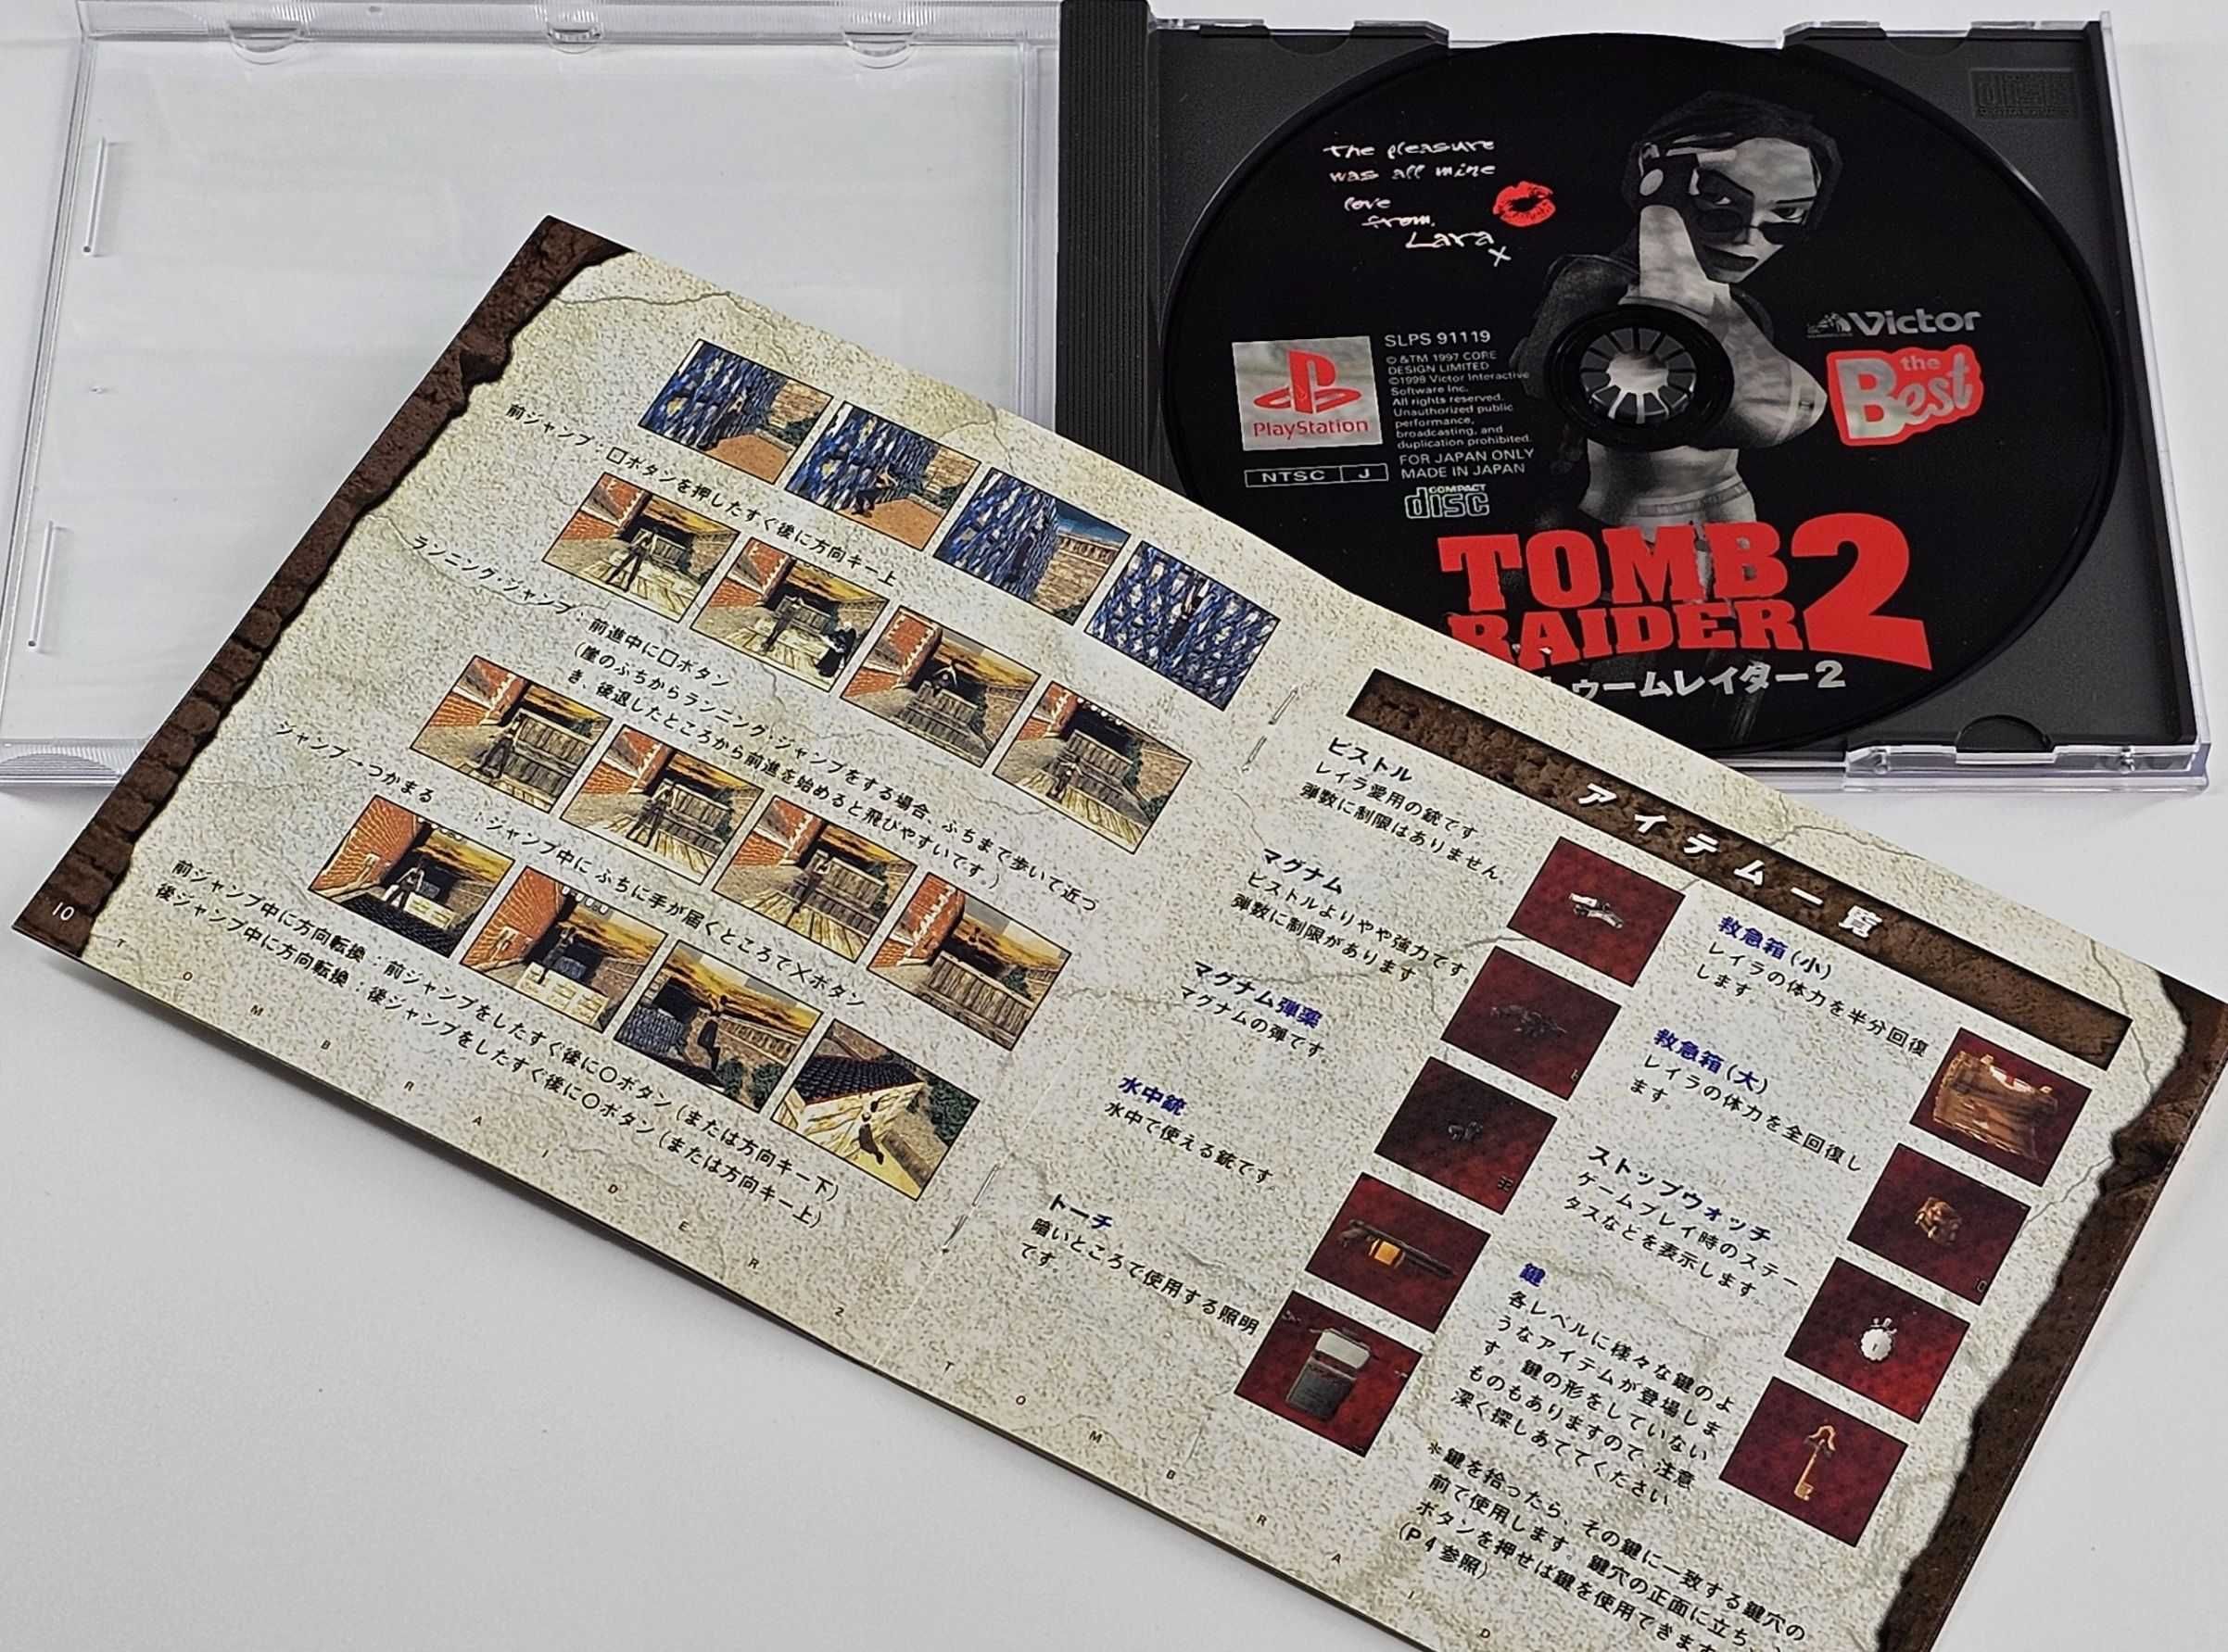 The pleasure
was all mine
love
from
Lara
x
Victor
the
Best
PlayStation
NTSC J
SLPS 91119
© &TM 1997 CORE
DESIGN LIMITED
©1998 Victor Interactive
Software Inc.
All rights reserved.
Unauthorized public
performance,
broadcasting, and
duplication prohibited.
FOR JAPAN ONLY
MADE IN JAPAN
COMPACT
disc
TOMB
RAIDER 2
トゥームレイダー2
前ジャンプ:□ボタンを押したすぐ後に方向キー上
ランニング・ジャンプ:前進中に□ボタン
(崖のふちからランニング・ジャンプをする場合、ふちまで歩いて近づ
き、後退したところから前進を始めると飛びやすいです。)
ジャンプ→つかまる :ジャンプ中に ふちに手が届くところで×ボタン
前ジャンプ中に方向転換:前ジャンプをしたすぐ後に○ボタン(または方向キー下)
後ジャンプ中に方向転換:後ジャンプをしたすぐ後に○ボタン(または方向キー上)
10
TOMB RAIDER 2 TOMB RAID
アイテム一覧
ピストル
レイラ愛用の銃です
弾数に制限はありません。
マグナム
ピストルよりやや強力です
弾数に制限があります。
マグナム弾薬
マグナムの弾です
水中銃
水中で使える銃です
トーチ
暗いところで使用する照明
です。
救急箱(小)
レイラの体力を半分回復
します。
救急箱(大)
レイラの体力を全回復し
ます。
ストップウォッチ
ゲームプレイ時のステー
タスなどを表示します。
鍵
各レベルに様々な鍵のよ
うなアイテムが登場しま
す。鍵の形をしていない
ものもありますので、注意
深く探しあててください。
*鍵を拾ったら、その鍵に一致する鍵穴の
前で使用します。鍵穴の正面に立ち、
ボタンを押せば鍵を使用できます
(P4参照)